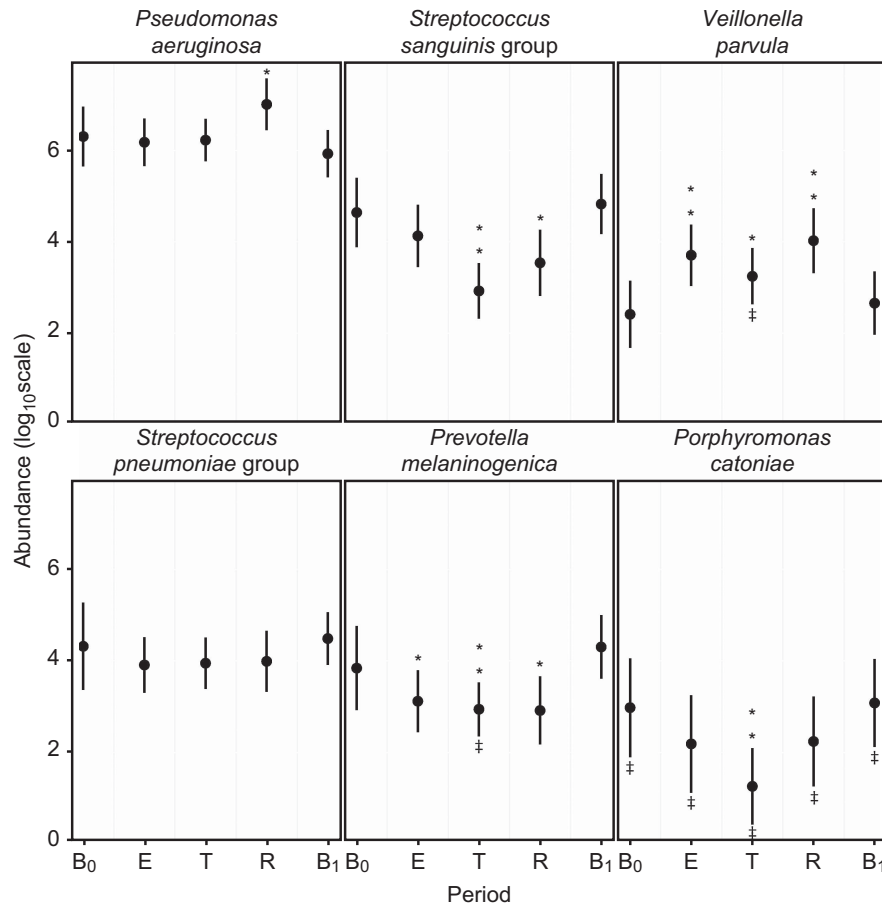 Pseudomonas
aeruginosa
Streptococcus
sanguinis group
Veillonella
parvula
*
6
4
2
0
*
*
*
*
*
*
‡
*
*
Abundance (log₁₀scale)
Streptococcus
pneumoniae group
Prevotella
melaninogenica
Porphyromonas
catoniae
6
4
2
0
*
*
*
‡
*
‡
‡
*
*
‡
‡
‡
B₀ E T R B₁
B₀ E T R B₁
B₀ E T R B₁
Period